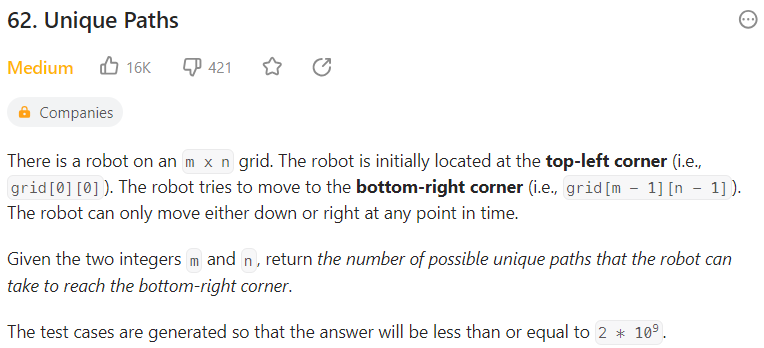 62. Unique Paths
Medium 16K 421
Companies
There is a robot on an m x n grid. The robot is initially located at the top-left corner (i.e.,
grid[0][0]). The robot tries to move to the bottom-right corner (i.e., grid[m - 1][n - 1]).
The robot can only move either down or right at any point in time.
Given the two integers m and n, return the number of possible unique paths that the robot can
take to reach the bottom-right corner.
The test cases are generated so that the answer will be less than or equal to 2 * 10⁹.